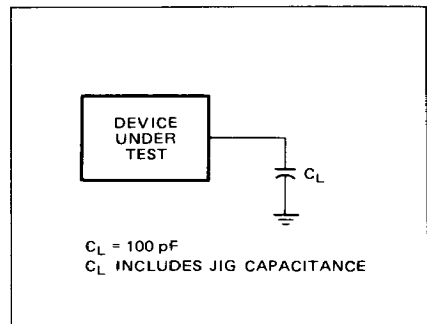 DEVICE
UNDER
TEST
CL
CL = 100 pF
CL INCLUDES JIG CAPACITANCE